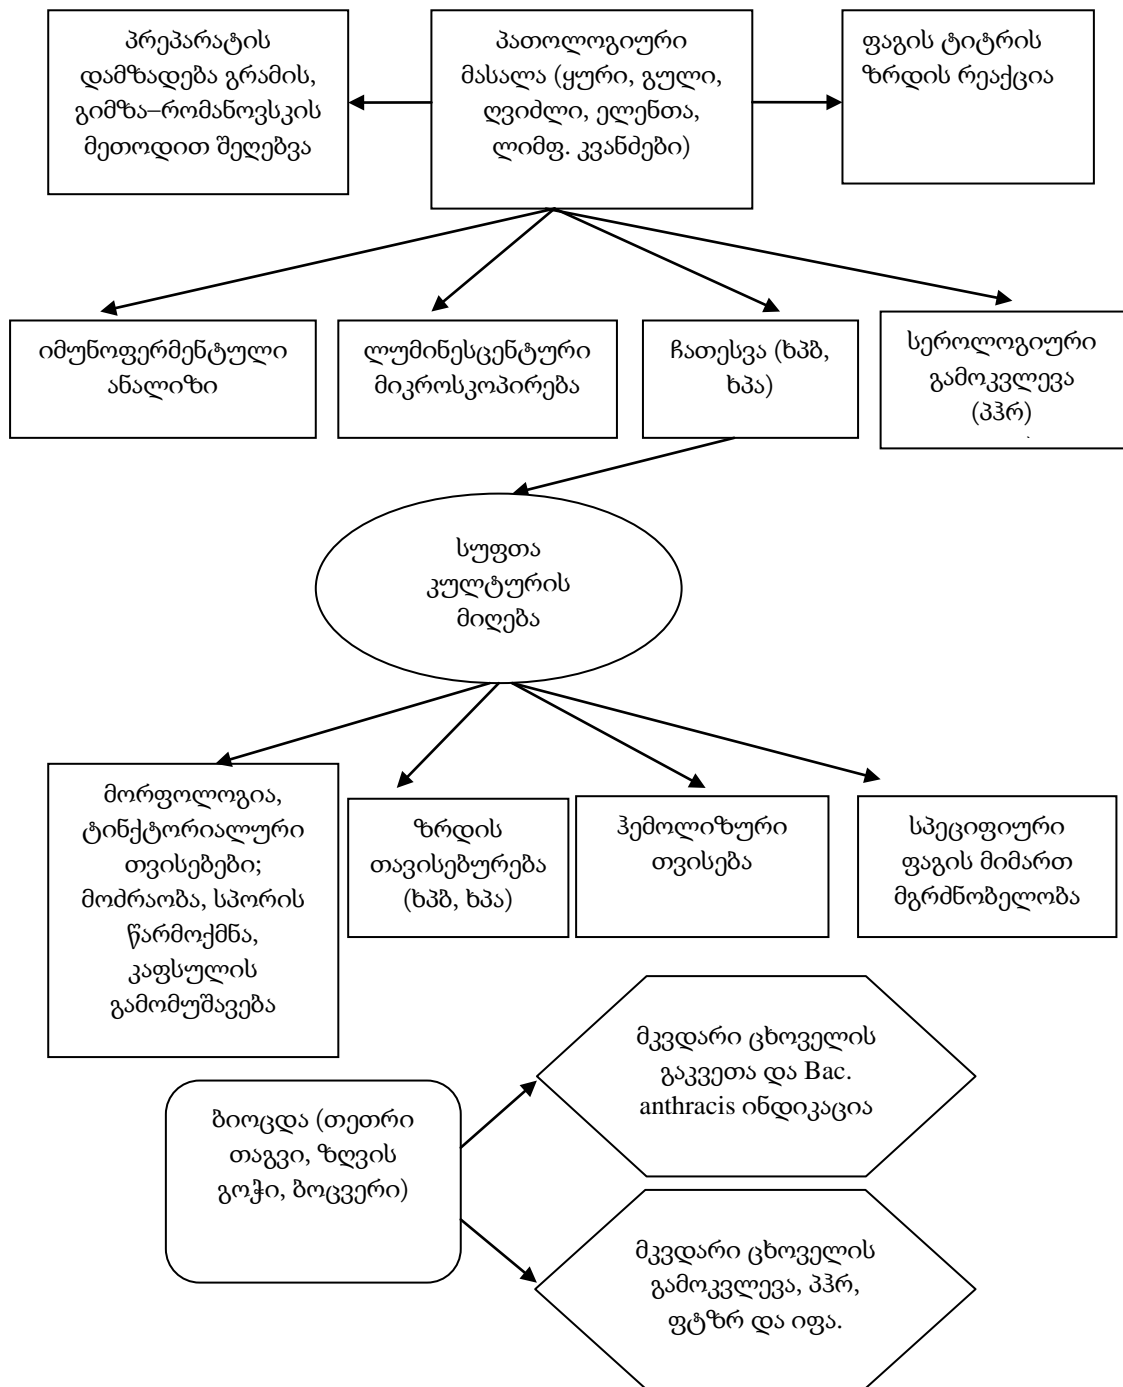 პრეპარატის
დამზადება გრამის,
გიმზა–რომანოვსკის
მეთოდით შეღებვა
პათოლოგიური
მასალა (ყური, გული,
ღვიძლი, ელენთა,
ლიმფ. კვანძები)
ფაგის ტიტრის
ზრდის რეაქცია
იმუნოფერმენტული
ანალიზი
ლუმინესცენტური
მიკროსკოპირება
ჩათესვა (ხპბ,
ხპა)
სეროლოგიური
გამოკვლევა
(პჰრ)
სუფთა
კულტურის
მიღება
მორფოლოგია,
ტინქტორიალური
თვისებები;
მოძრაობა, სპორის
წარმოქმნა,
კაფსულის
გამომუშავება
ზრდის
თავისებურება
(ხპბ, ხპა)
ჰემოლიზური
თვისება
სპეციფიური
ფაგის მიმართ
მგრძნობელობა
ბიოცდა (თეთრი
თაგვი, ზღვის
გოჭი, ბოცვერი)
მკვდარი ცხოველის
გაკვეთა და Bac.
anthracis ინდიკაცია
მკვდარი ცხოველის
გამოკვლევა, პჰრ,
ფტზრ და იფა.